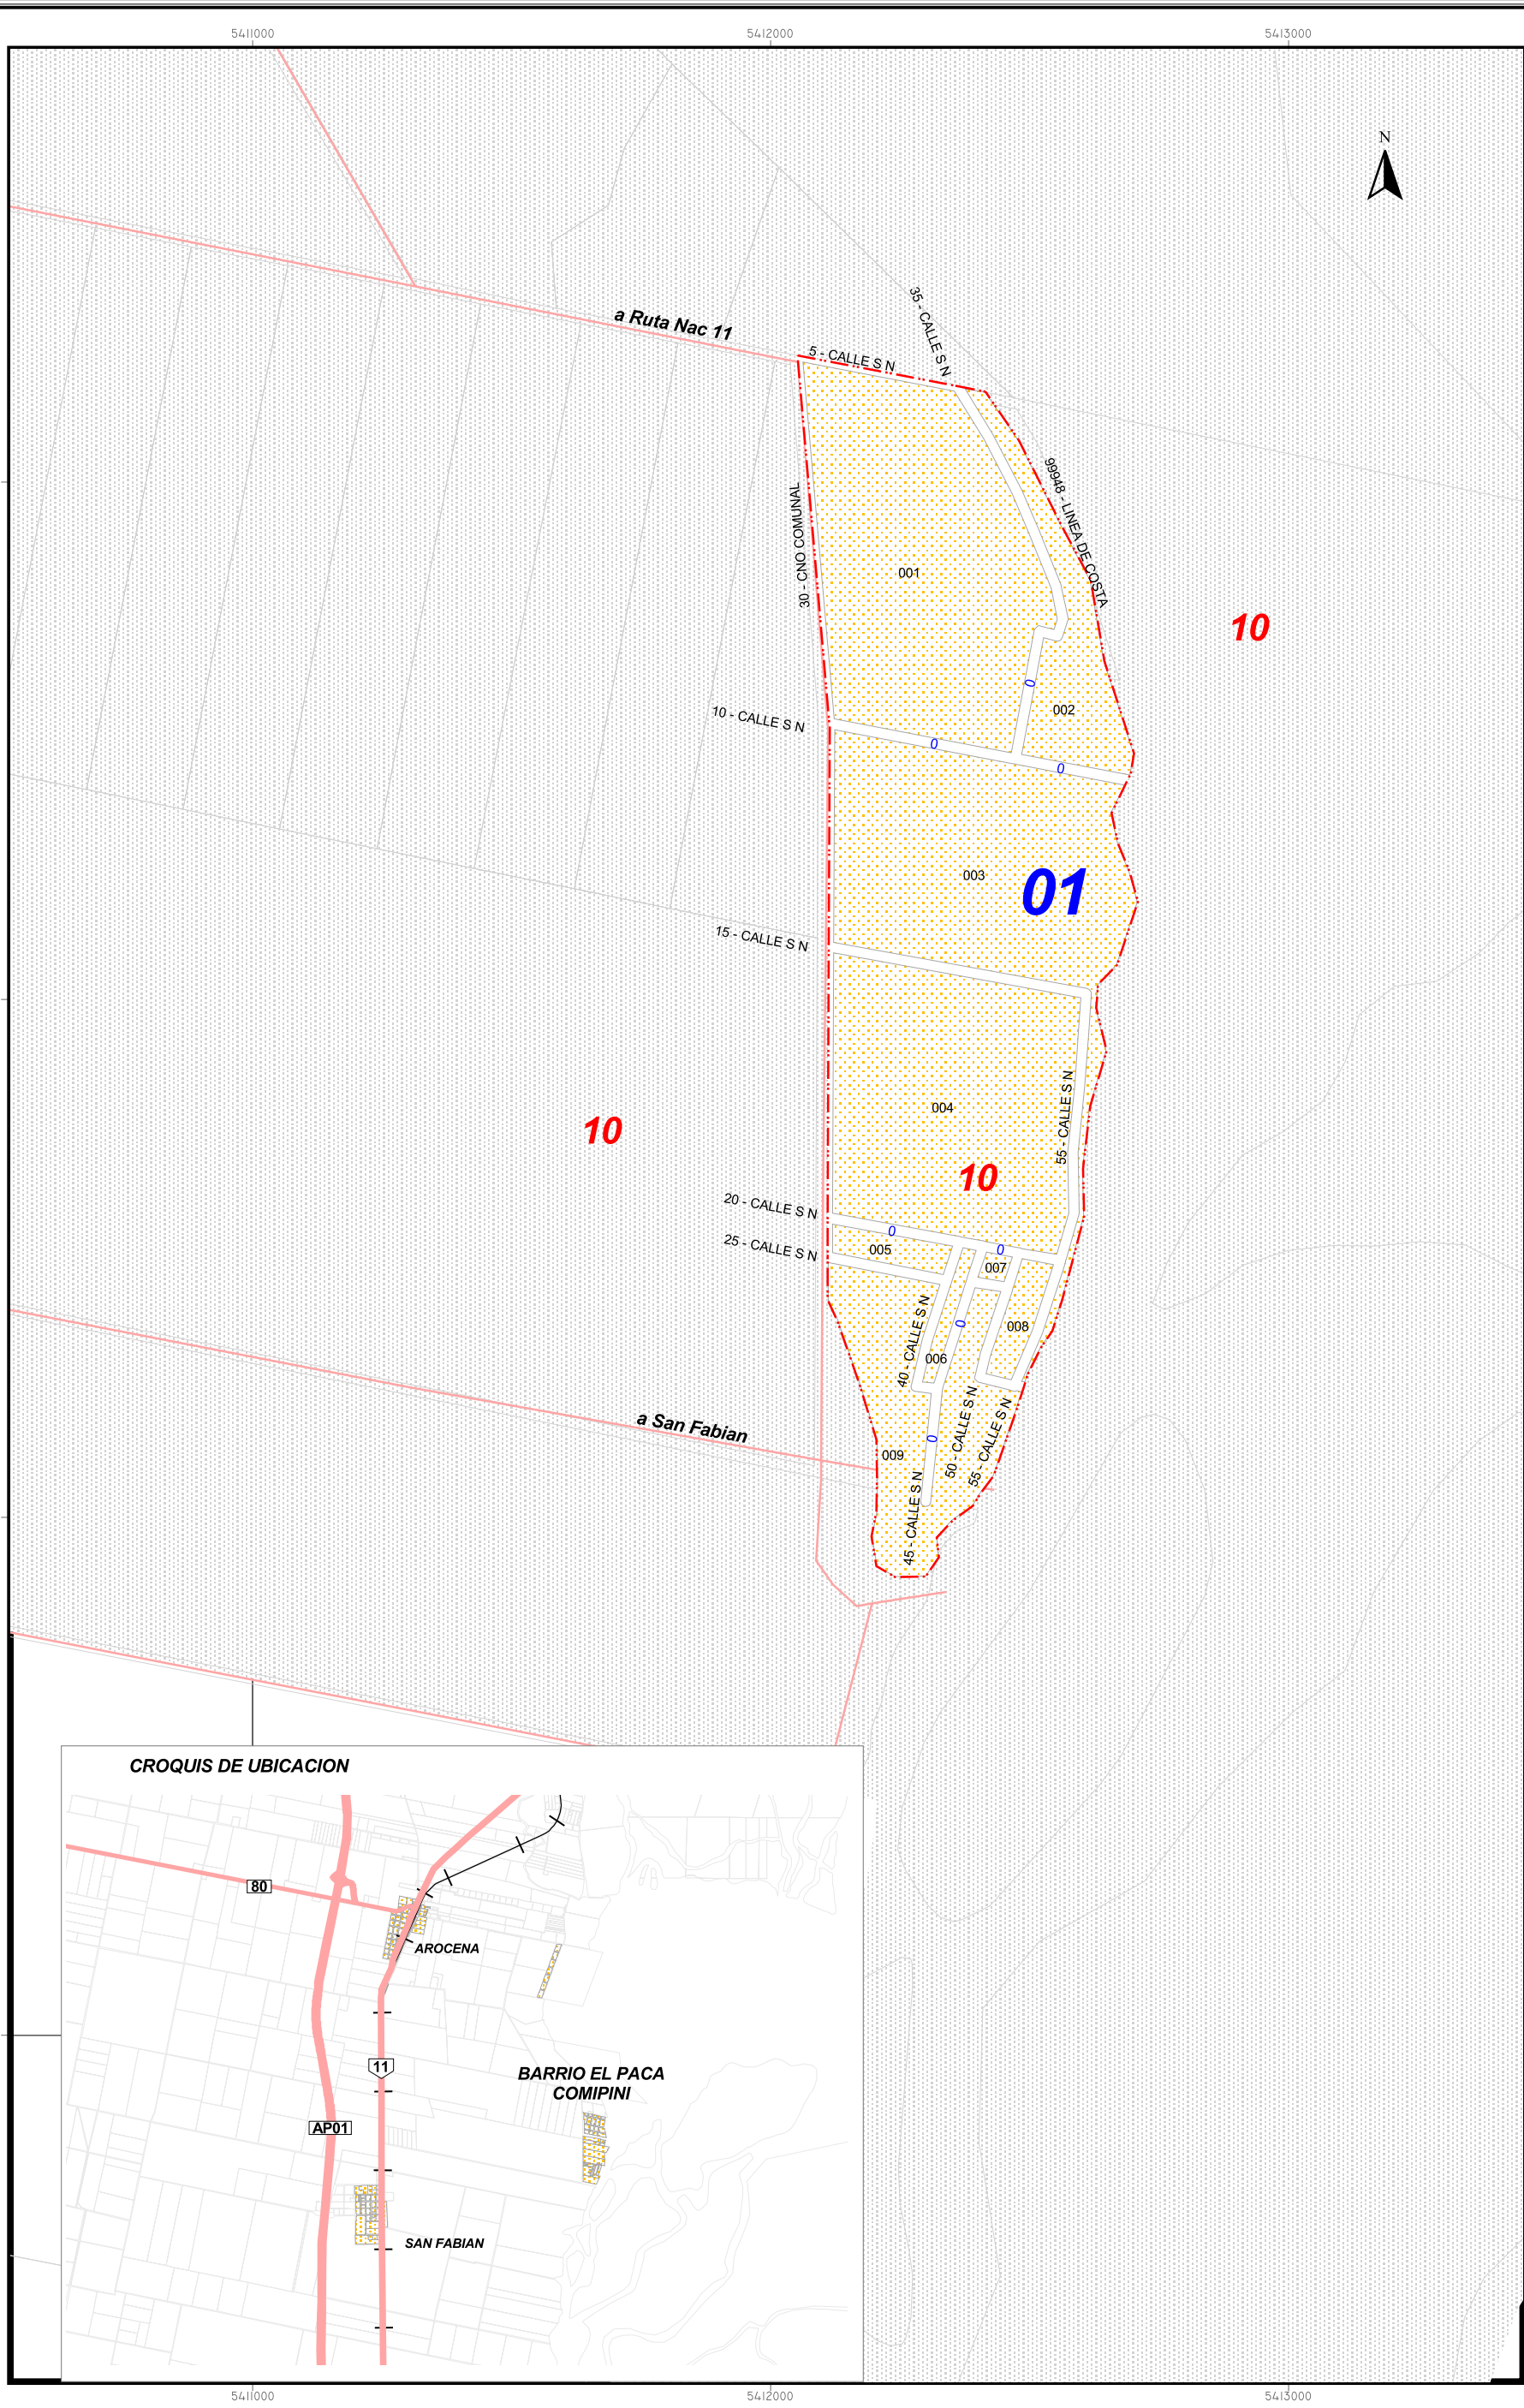 5411000
5412000
5413000
N
a Ruta Nac 11
35 - CALLE S N
5 - CALLE S N
99948 - LINEA DE COSTA
30 - CNO COMUNAL
001
10
0
002
10 - CALLE S N
0
0
003
01
15 - CALLE S N
004
55 - CALLE S N
10
10
20 - CALLE S N
0
25 - CALLE S N
005
0
007
40 - CALLE S N
0
008
006
a San Fabian
50 - CALLE S N
55 - CALLE S N
0
009
45 - CALLE S N
CROQUIS DE UBICACION
80
AROCENA
11
BARRIO EL PACA
COMIPINI
AP01
SAN FABIAN
5411000
5412000
5413000